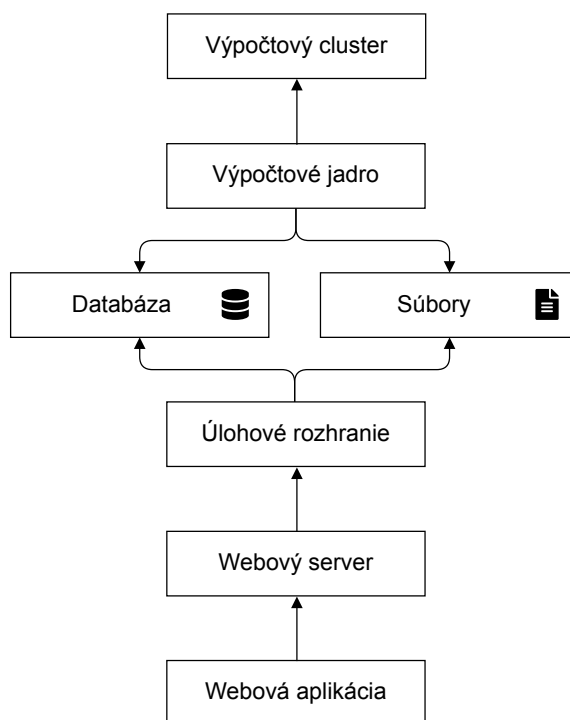 Výpočtový cluster
Výpočtové jadro
Databáza
Súbory
Úlohové rozhranie
Webový server
Webová aplikácia